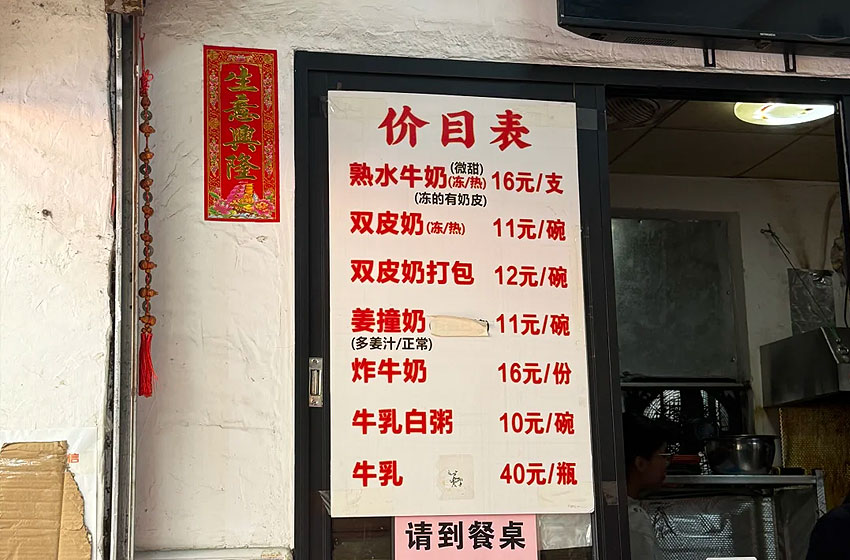 生意興隆
价目表
熟水牛奶(微甜)(冻/热) 16元/支
(冻的有奶皮)
双皮奶(冻/热) 11元/碗
双皮奶打包 12元/碗
姜撞奶 11元/碗
(多姜汁/正常)
炸牛奶 16元/份
牛乳白粥 10元/碗
牛乳 40元/瓶
请到餐桌